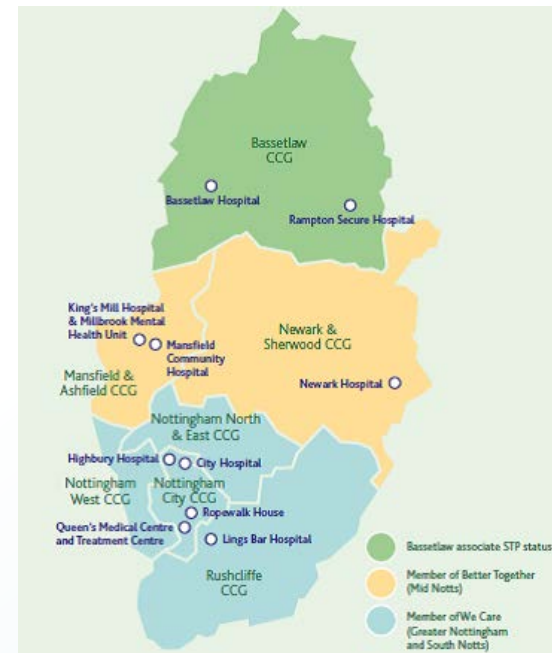 Bassetlaw
CCG
Bassetlaw Hospital
Rampton Secure Hospital
King's Mill Hospital
& Millbrook Mental
Health Unit
Mansfield
Community
Hospital
Newark &
Sherwood CCG
Mansfield &
Ashfield CCG
Newark Hospital
Nottingham North
& East CCG
Highbury Hospital
City Hospital
Nottingham
West CCG
Nottingham
City CCG
Ropewalk House
Queen's Medical Centre
and Treatment Centre
Lings Bar Hospital
Rushcliffe
CCG
Bassetlaw associate STP status
Member of Better Together
(Mid Notts)
Member of We Care
(Greater Nottingham
and South Notts)